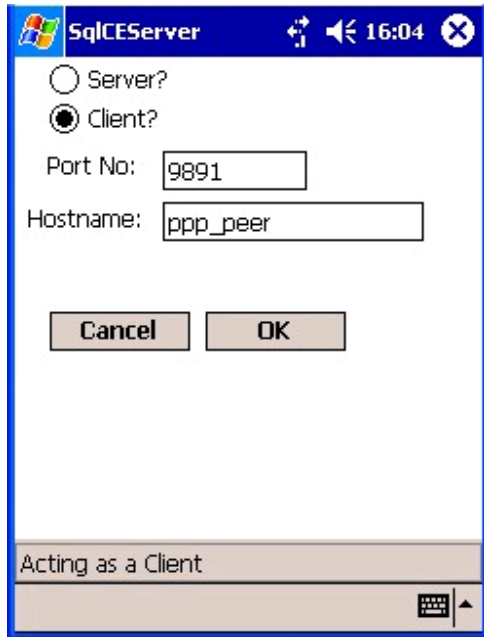 SqlCEServer 16:04
Server?
Client?
Port No: 9891
Hostname: ppp_peer
Cancel OK
Acting as a Client